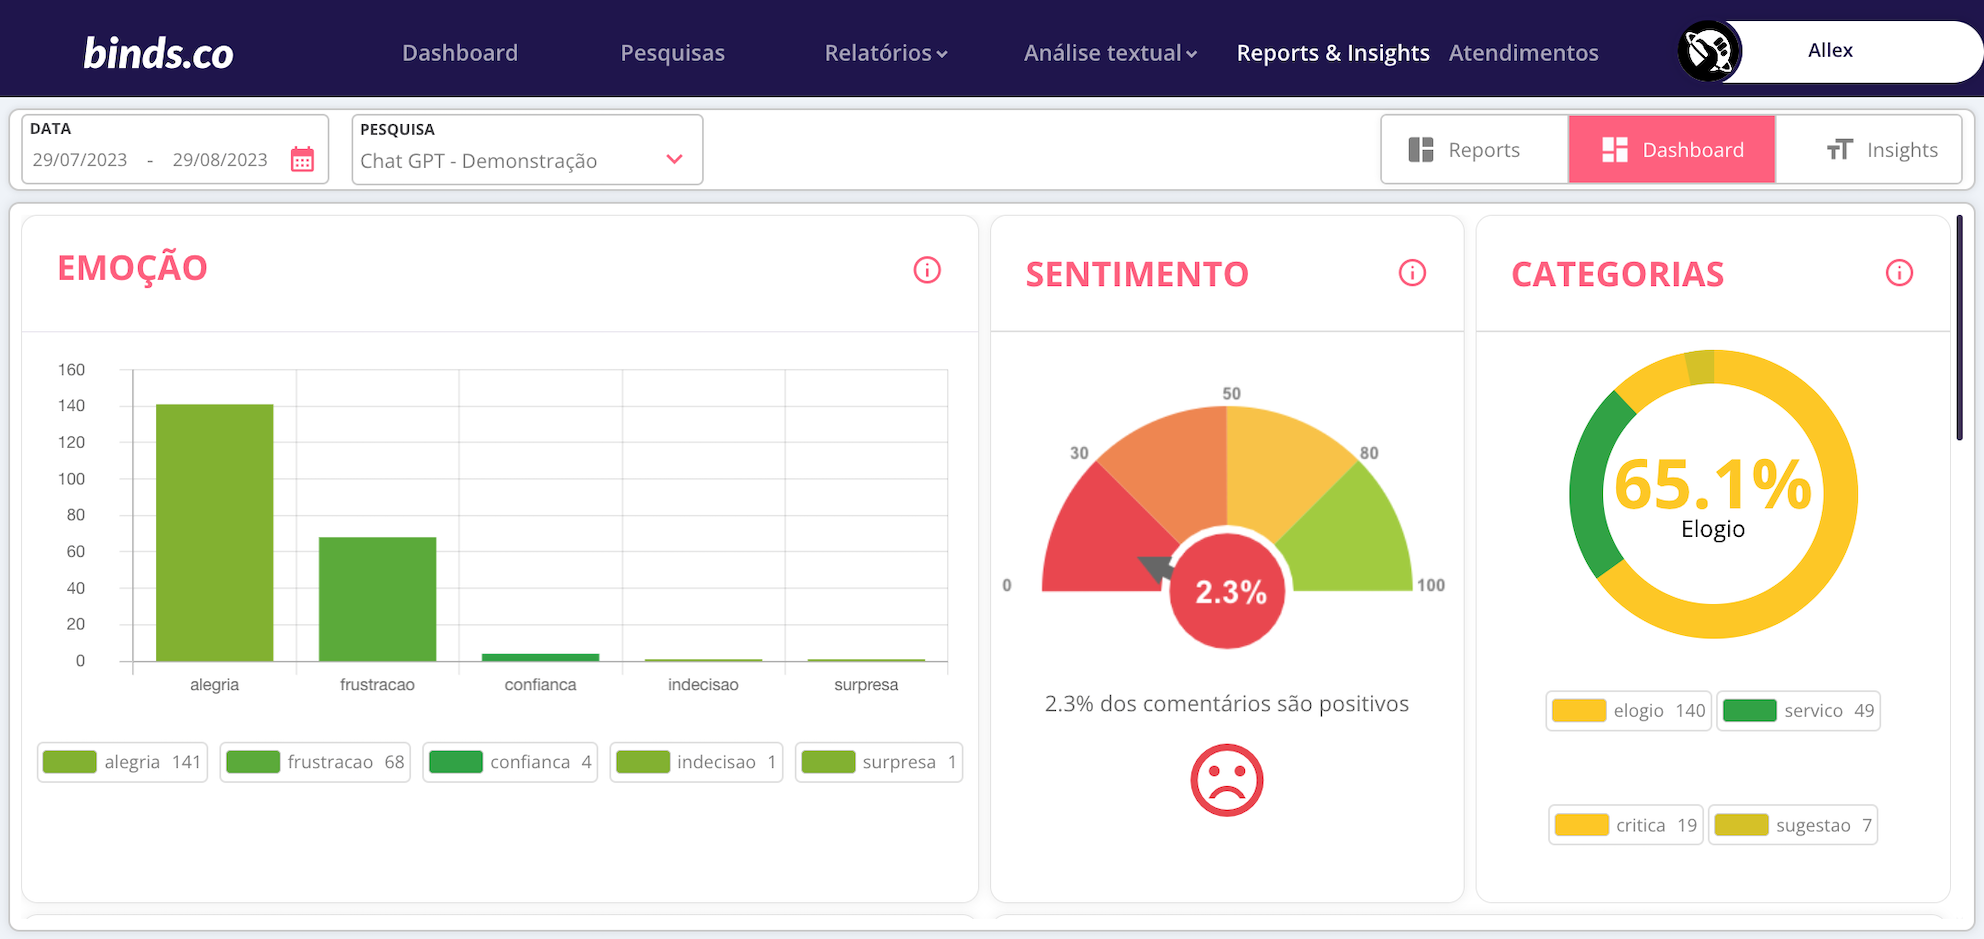 binds.co
Dashboard
Pesquisas
Relatórios
Análise textual
Reports & Insights
Atendimentos
Allex
DATA
29/07/2023 - 29/08/2023
PESQUISA
Chat GPT - Demonstração
Reports
Dashboard
Insights
EMOÇÃO
160
140
120
100
80
60
40
20
0
alegria
frustracao
confianca
indecisao
surpresa
alegria 141
frustracao 68
confianca 4
indecisao 1
surpresa 1
SENTIMENTO
0
30
50
80
100
2.3%
2.3% dos comentários são positivos
CATEGORIAS
65.1%
Elogio
elogio 140
servico 49
critica 19
sugestao 7